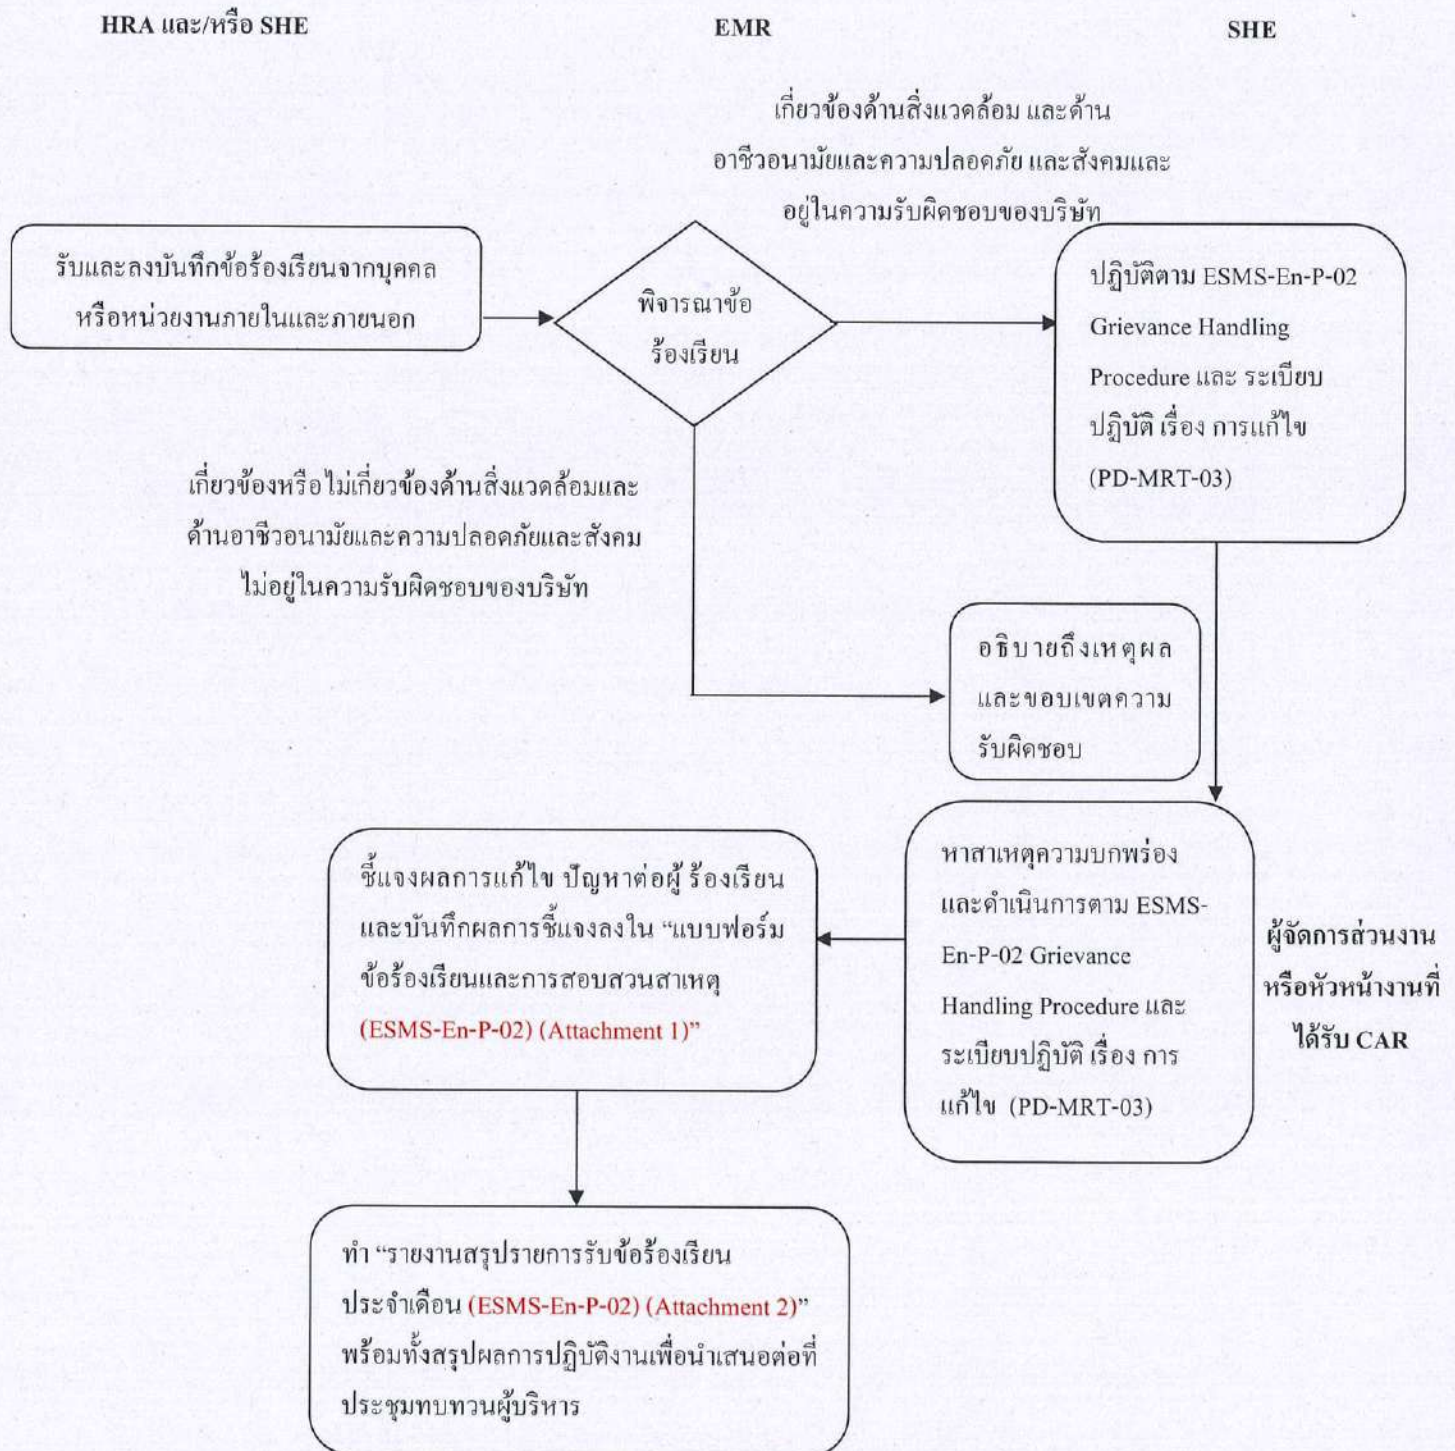 HRA และ/หรือ SHE
EMR
SHE
เกี่ยวข้องด้านสิ่งแวดล้อม และด้าน
อาชีวอนามัยและความปลอดภัย และสังคมและ
อยู่ในความรับผิดชอบของบริษัท
รับและลงบันทึกข้อร้องเรียนจากบุคคล
หรือหน่วยงานภายในและภายนอก
พิจารณาข้อ
ร้องเรียน
ปฏิบัติตาม ESMS-En-P-02
Grievance Handling
Procedure และ ระเบียบ
ปฏิบัติ เรื่อง การแก้ไข
(PD-MRT-03)
เกี่ยวข้องหรือไม่เกี่ยวข้องด้านสิ่งแวดล้อมและ
ด้านอาชีวอนามัยและความปลอดภัยและสังคม
ไม่อยู่ในความรับผิดชอบของบริษัท
อธิบายถึงเหตุผล
และขอบเขตความ
รับผิดชอบ
หาสาเหตุความบกพร่อง
และดำเนินการตาม ESMS-
En-P-02 Grievance
Handling Procedure และ
ระเบียบปฏิบัติ เรื่อง การ
แก้ไข (PD-MRT-03)
ผู้จัดการส่วนงาน
หรือหัวหน้างานที่
ได้รับ CAR
ชี้แจงผลการแก้ไข ปัญหาต่อผู้ ร้องเรียน
และบันทึกผลการชี้แจงลงใน “แบบฟอร์ม
ข้อร้องเรียนและการสอบสวนสาเหตุ
(ESMS-En-P-02) (Attachment 1)”
ทำ “รายงานสรุปรายการรับข้อร้องเรียน
ประจำเดือน (ESMS-En-P-02) (Attachment 2)”
พร้อมทั้งสรุปผลการปฏิบัติงานเพื่อนำเสนอต่อที่
ประชุมทบทวนผู้บริหาร